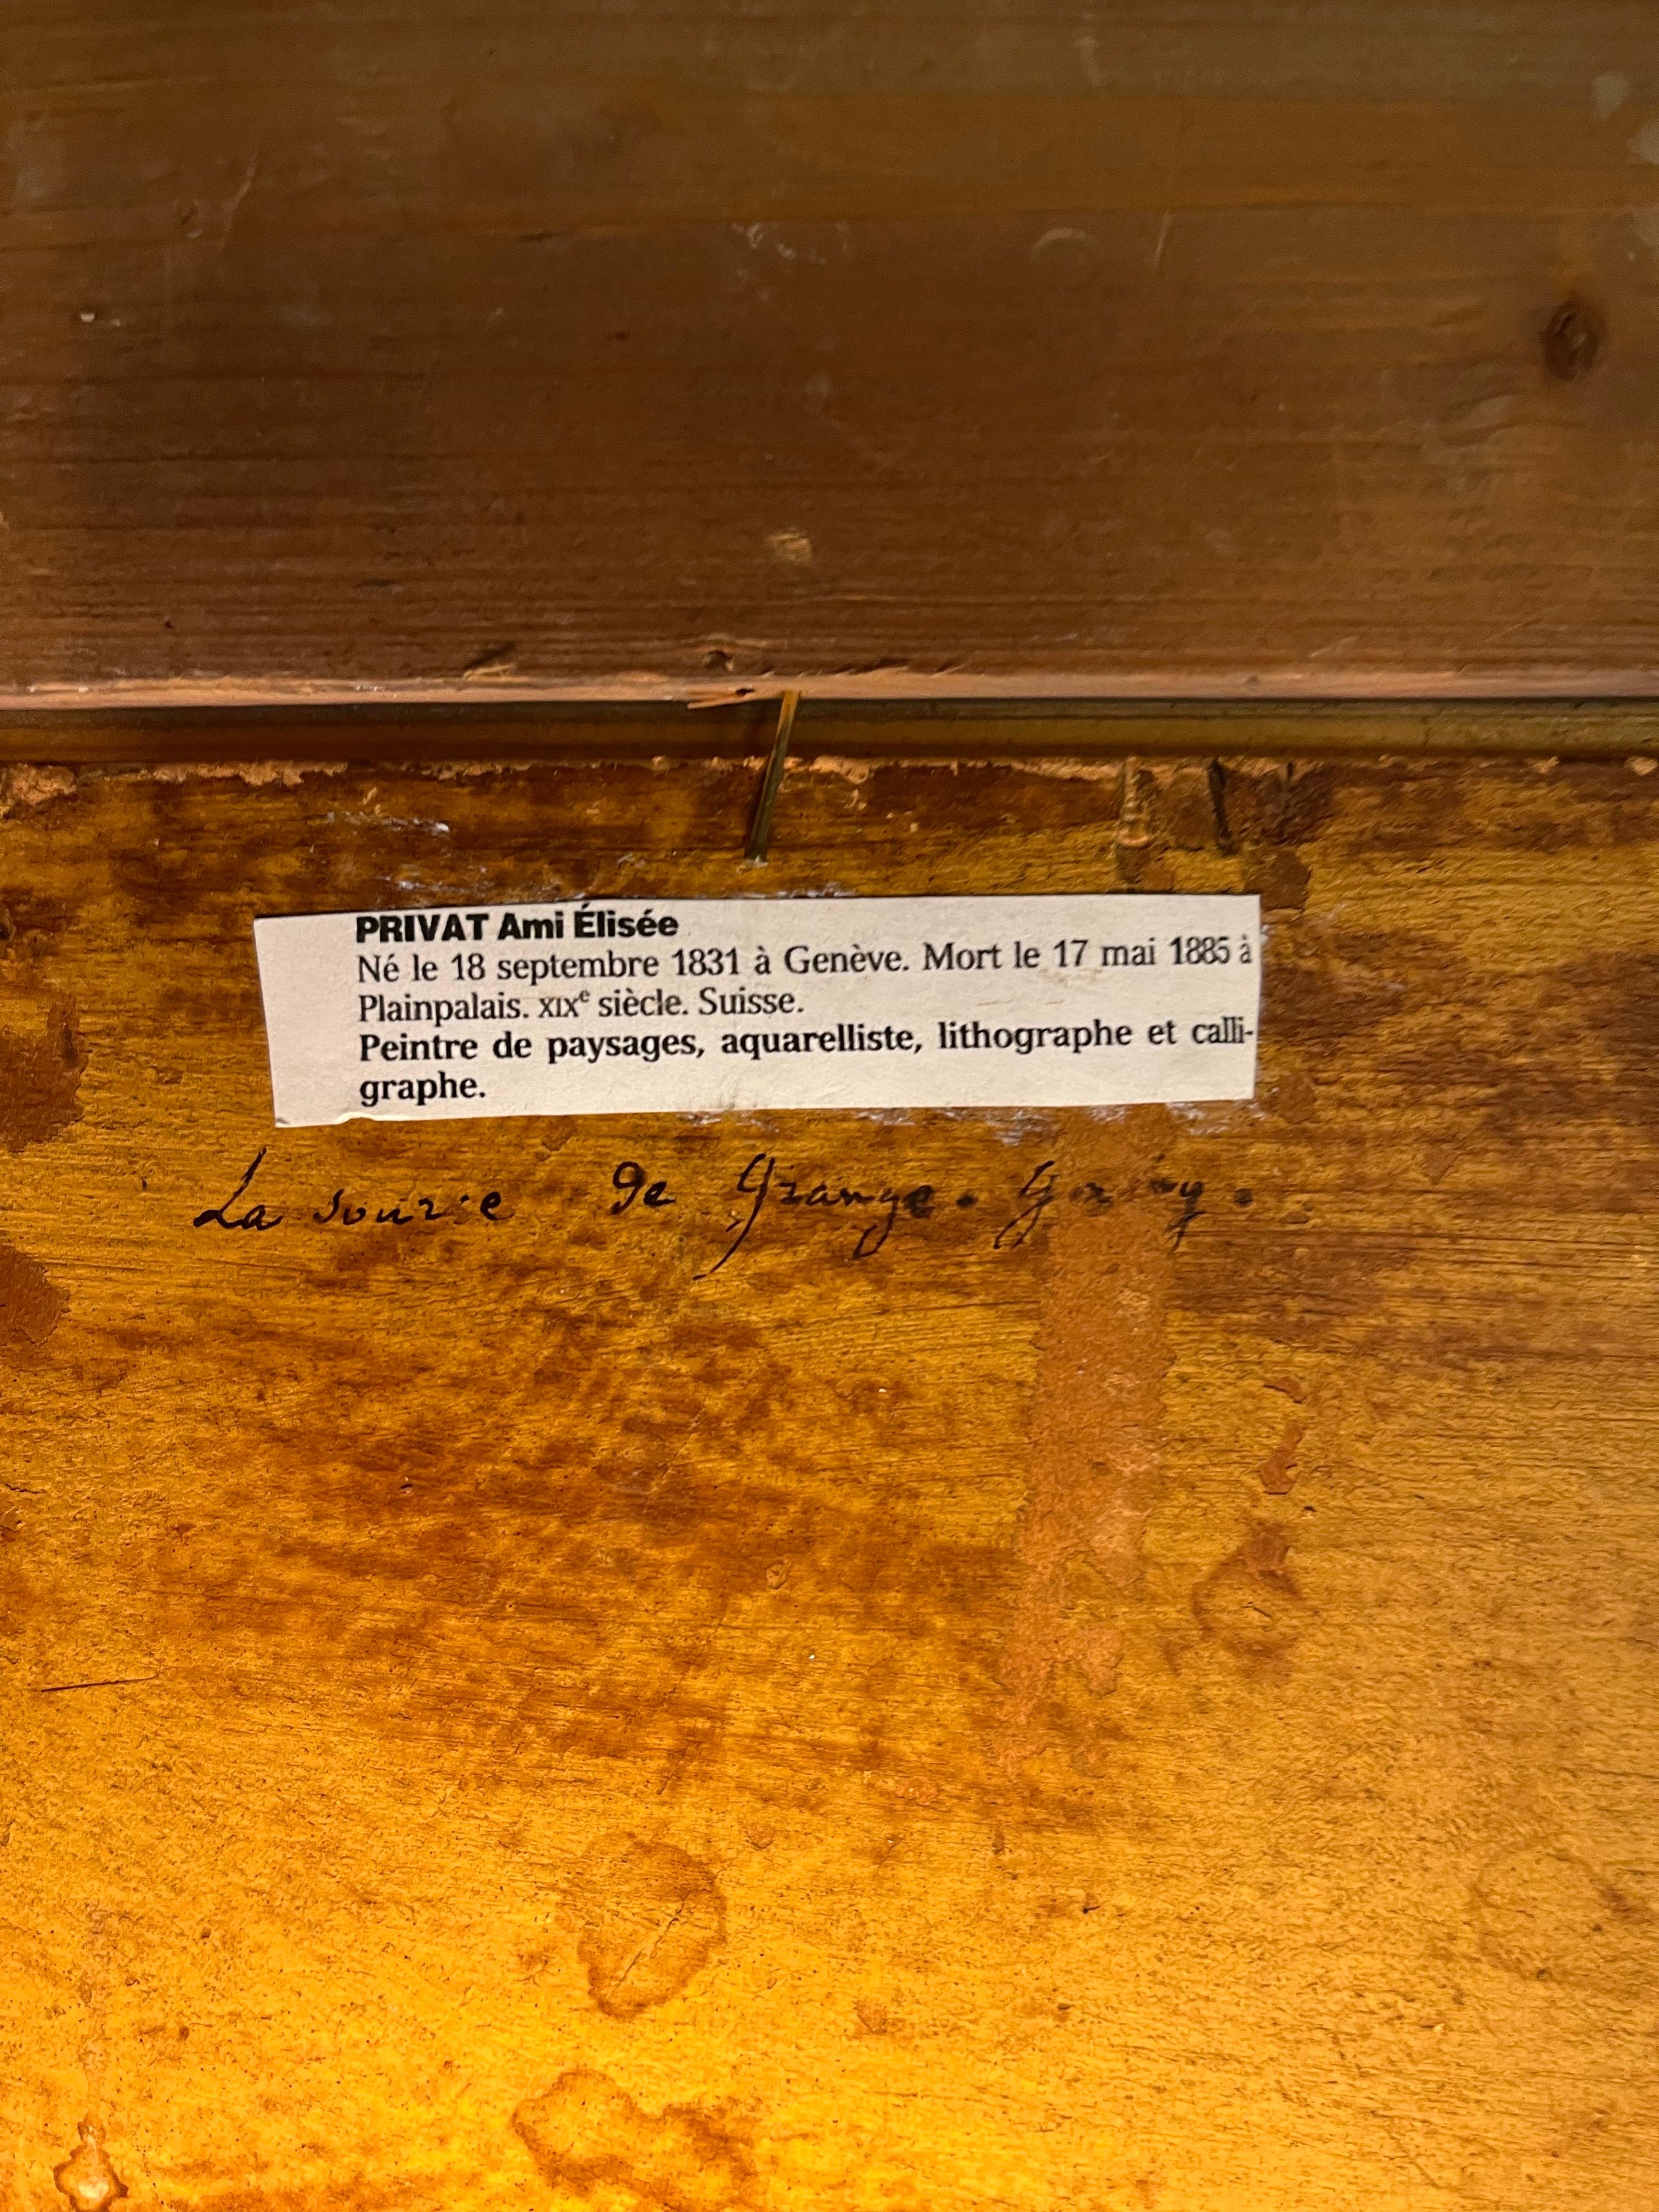 PRIVAT Ami Élisée
Né le 18 septembre 1831 à Genève. Mort le 17 mai 1885 à
Plainpalais. XIXᵉ siècle. Suisse.
Peintre de paysages, aquarelliste, lithographe et calli-
graphe.
La source de Grange.